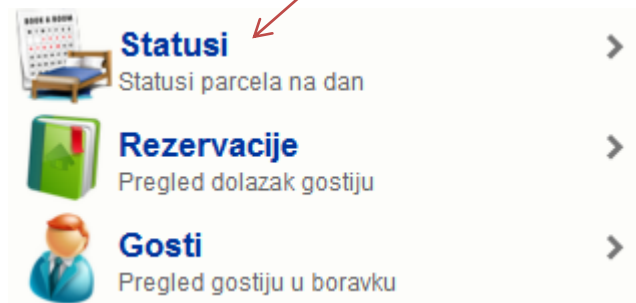 BOOK A ROOM
Statusi
Statusi parcela na dan
Rezervacije
Pregled dolazak gostiju
Gosti
Pregled gostiju u boravku